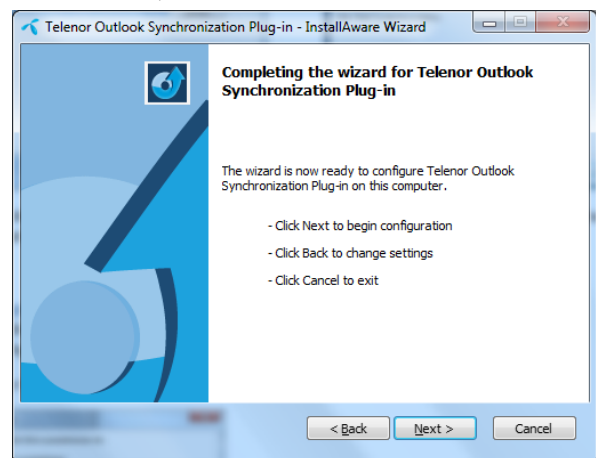 Telenor Outlook Synchronization Plug-in - InstallAware Wizard
Completing the wizard for Telenor Outlook
Synchronization Plug-in
The wizard is now ready to configure Telenor Outlook
Synchronization Plug-in on this computer.
- Click Next to begin configuration
- Click Back to change settings
- Click Cancel to exit
< Back
Next >
Cancel